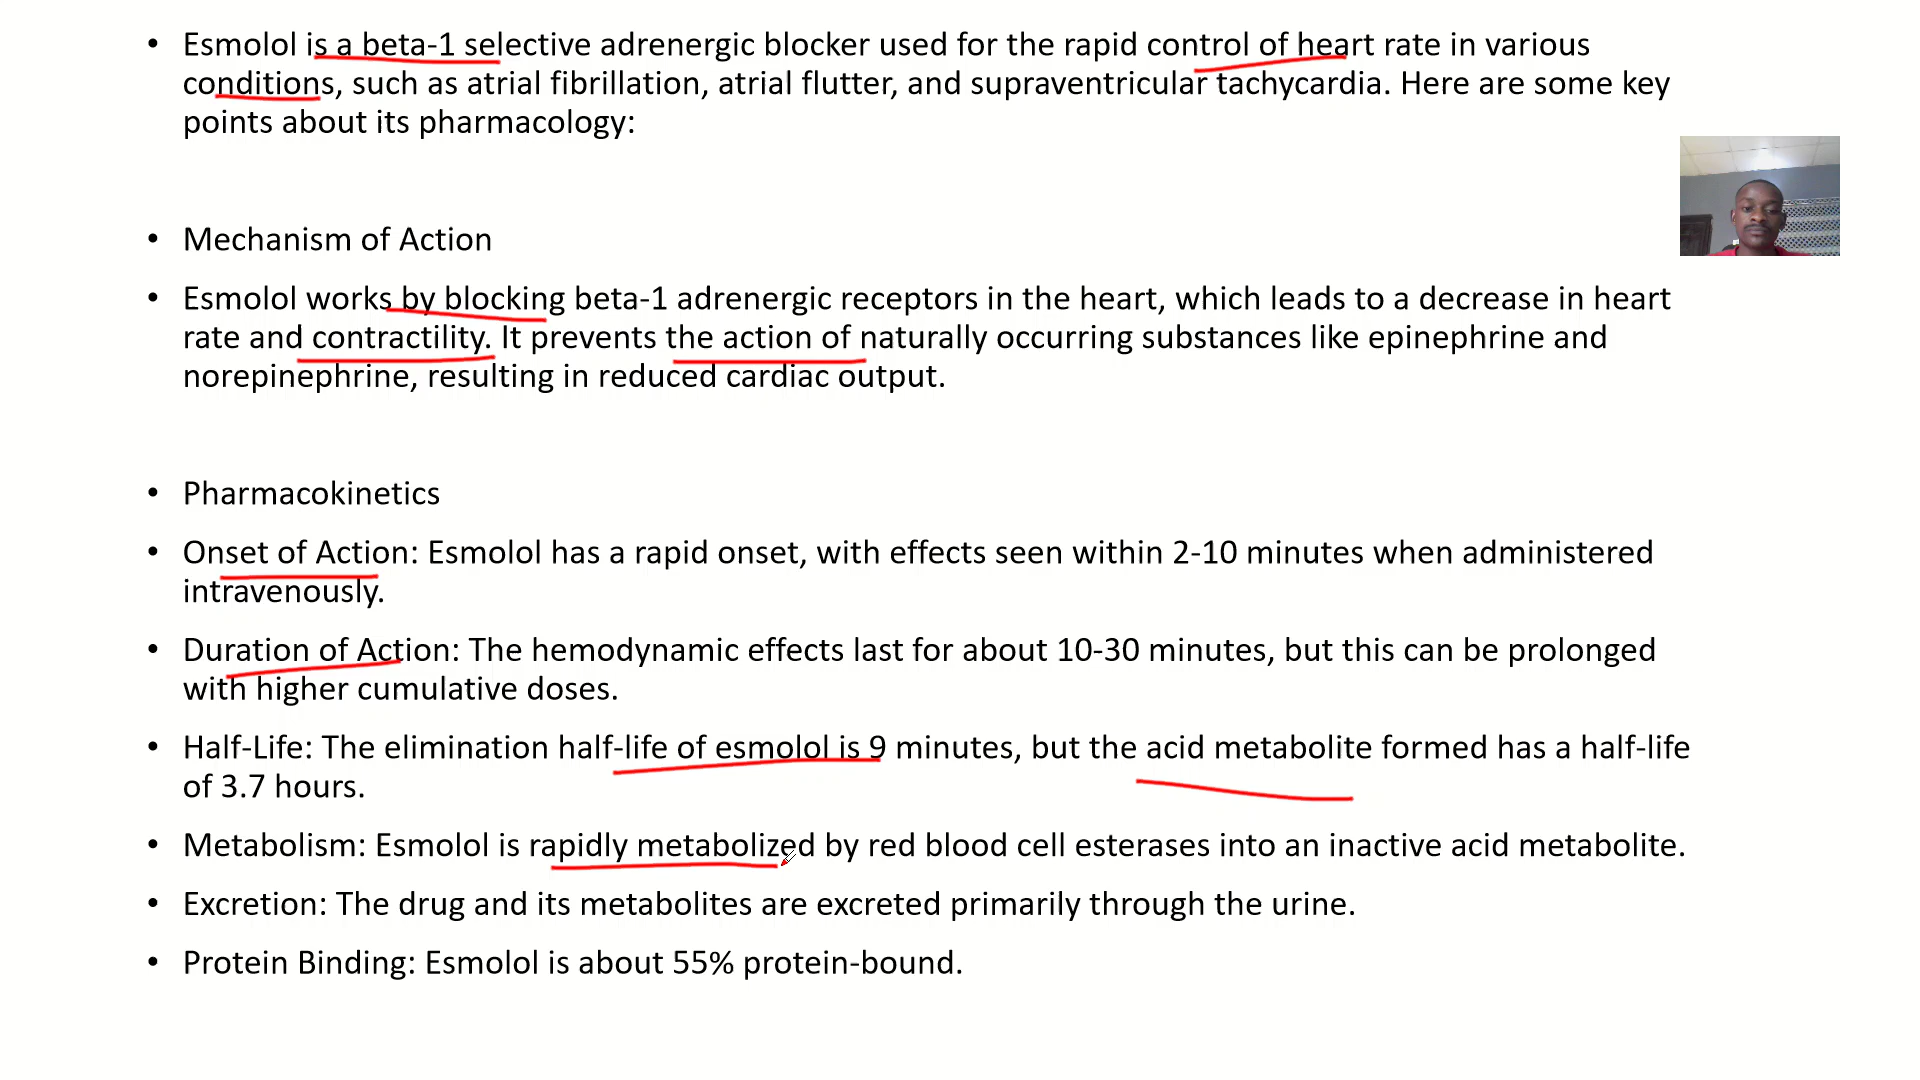 • Esmolol is a beta-1 selective adrenergic blocker used for the rapid control of heart rate in various
conditions, such as atrial fibrillation, atrial flutter, and supraventricular tachycardia. Here are some key
points about its pharmacology:
• Mechanism of Action
• Esmolol works by blocking beta-1 adrenergic receptors in the heart, which leads to a decrease in heart
rate and contractility. It prevents the action of naturally occurring substances like epinephrine and
norepinephrine, resulting in reduced cardiac output.
• Pharmacokinetics
• Onset of Action: Esmolol has a rapid onset, with effects seen within 2-10 minutes when administered
intravenously.
• Duration of Action: The hemodynamic effects last for about 10-30 minutes, but this can be prolonged
with higher cumulative doses.
• Half-Life: The elimination half-life of esmolol is 9 minutes, but the acid metabolite formed has a half-life
of 3.7 hours.
• Metabolism: Esmolol is rapidly metabolized by red blood cell esterases into an inactive acid metabolite.
• Excretion: The drug and its metabolites are excreted primarily through the urine.
• Protein Binding: Esmolol is about 55% protein-bound.